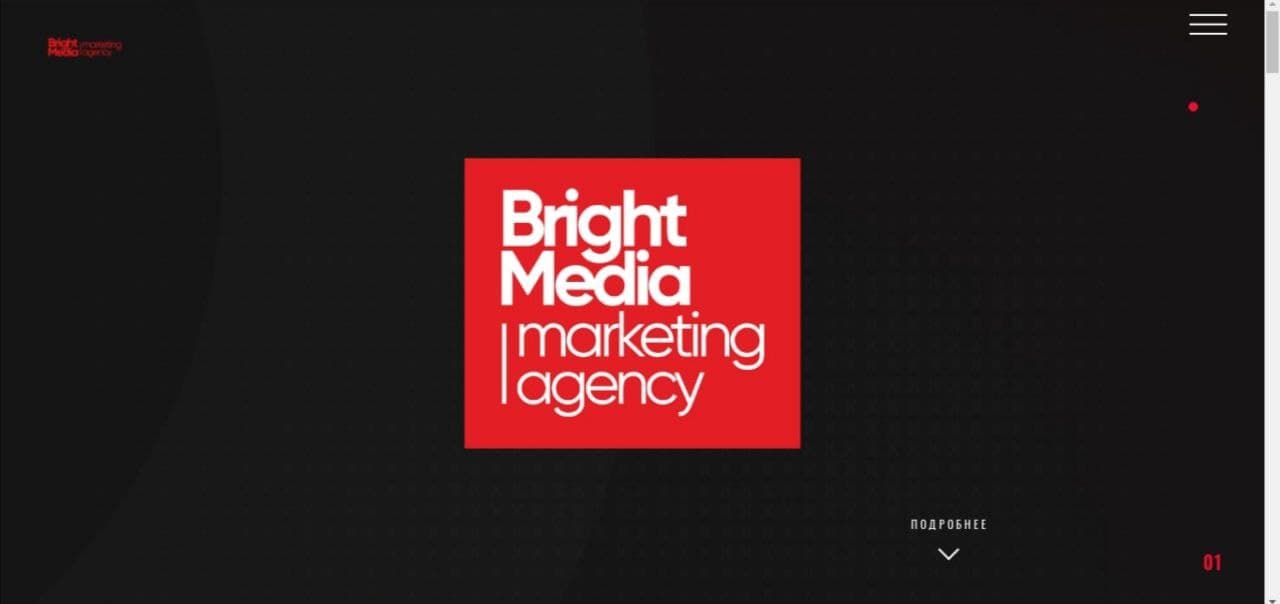 Bright marketing
Media agency
Bright
Media
marketing
agency
ПОДРОБНЕЕ
01